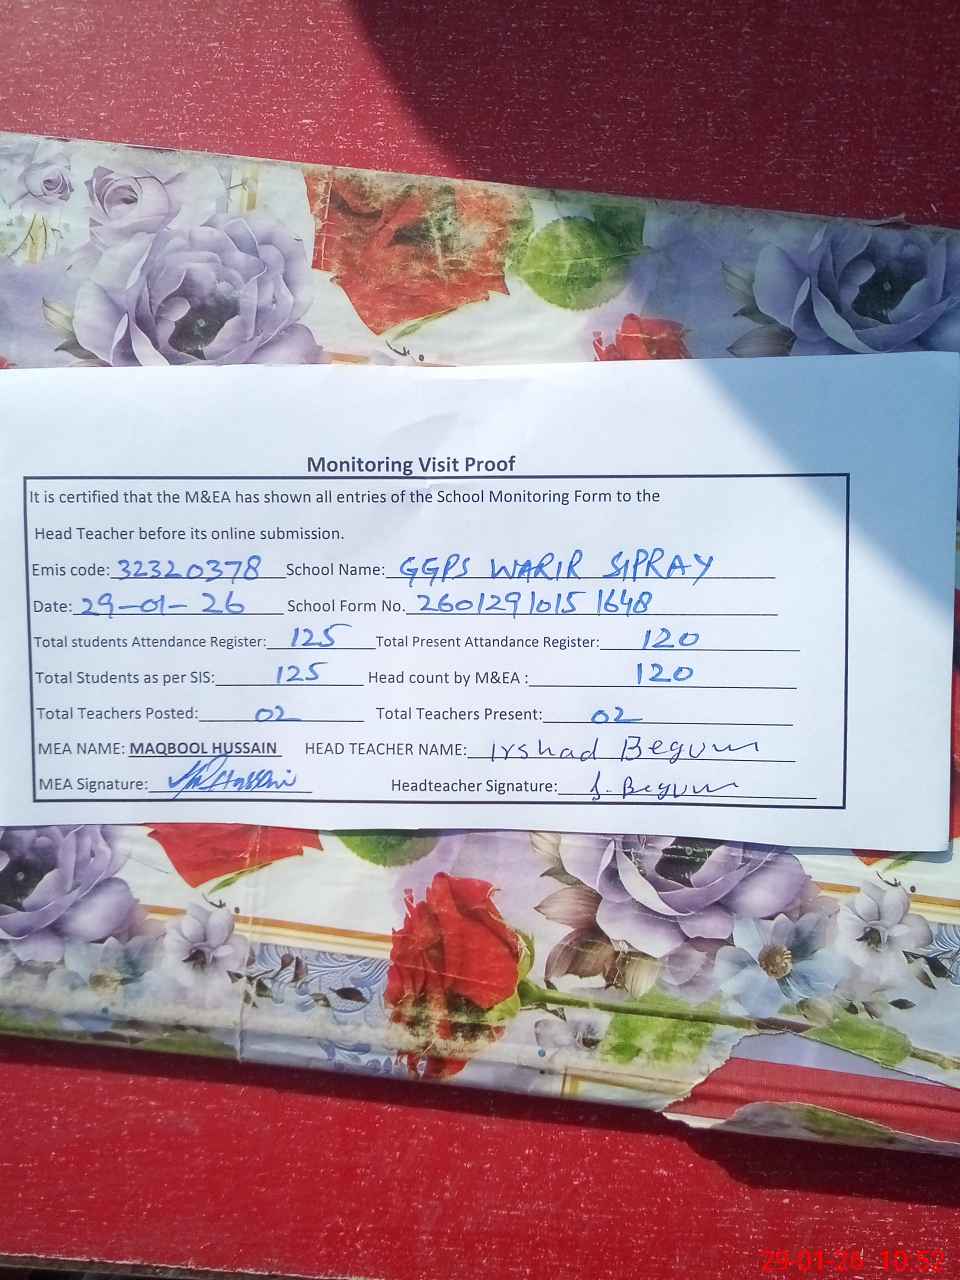 Monitoring Visit Proof
It is certified that the M&EA has shown all entries of the School Monitoring Form to the
Head Teacher before its online submission.
Emis code: 32320378 School Name: GGPS WARIR SIPRAY
Date: 29-01-26 School Form No. 2601291015 1648
Total students Attendance Register: 125 Total Present Attandance Register: 120
Total Students as per SIS: 125 Head count by M&EA : 120
Total Teachers Posted: 02 Total Teachers Present: 02
MEA NAME: MAQBOOL HUSSAIN HEAD TEACHER NAME: Irshad Begum
MEA Signature: Headteacher Signature: I. Begum
29-01-26 10:52